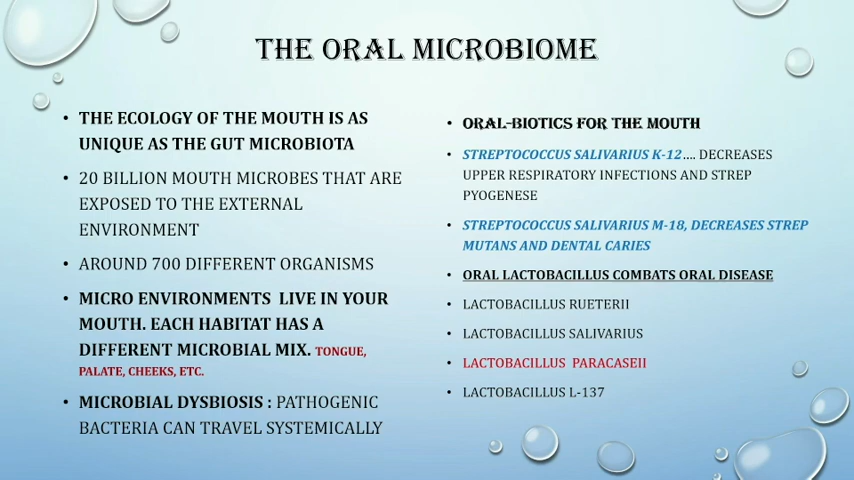 THE ORAL MICROBIOME
• THE ECOLOGY OF THE MOUTH IS AS
UNIQUE AS THE GUT MICROBIOTA
• 20 BILLION MOUTH MICROBES THAT ARE
EXPOSED TO THE EXTERNAL
ENVIRONMENT
• AROUND 700 DIFFERENT ORGANISMS
• MICRO ENVIRONMENTS LIVE IN YOUR
MOUTH. EACH HABITAT HAS A
DIFFERENT MICROBIAL MIX. TONGUE,
PALATE, CHEEKS, ETC.
• MICROBIAL DYSBIOSIS : PATHOGENIC
BACTERIA CAN TRAVEL SYSTEMICALLY
• ORAL-BIOTICS FOR THE MOUTH
• STREPTOCOCCUS SALIVARIUS K-12.... DECREASES
UPPER RESPIRATORY INFECTIONS AND STREP
PYOGENESE
• STREPTOCOCCUS SALIVARIUS M-18, DECREASES STREP
MUTANS AND DENTAL CARIES
• ORAL LACTOBACILLUS COMBATS ORAL DISEASE
• LACTOBACILLUS RUETERII
• LACTOBACILLUS SALIVARIUS
• LACTOBACILLUS PARACASEII
• LACTOBACILLUS L-137